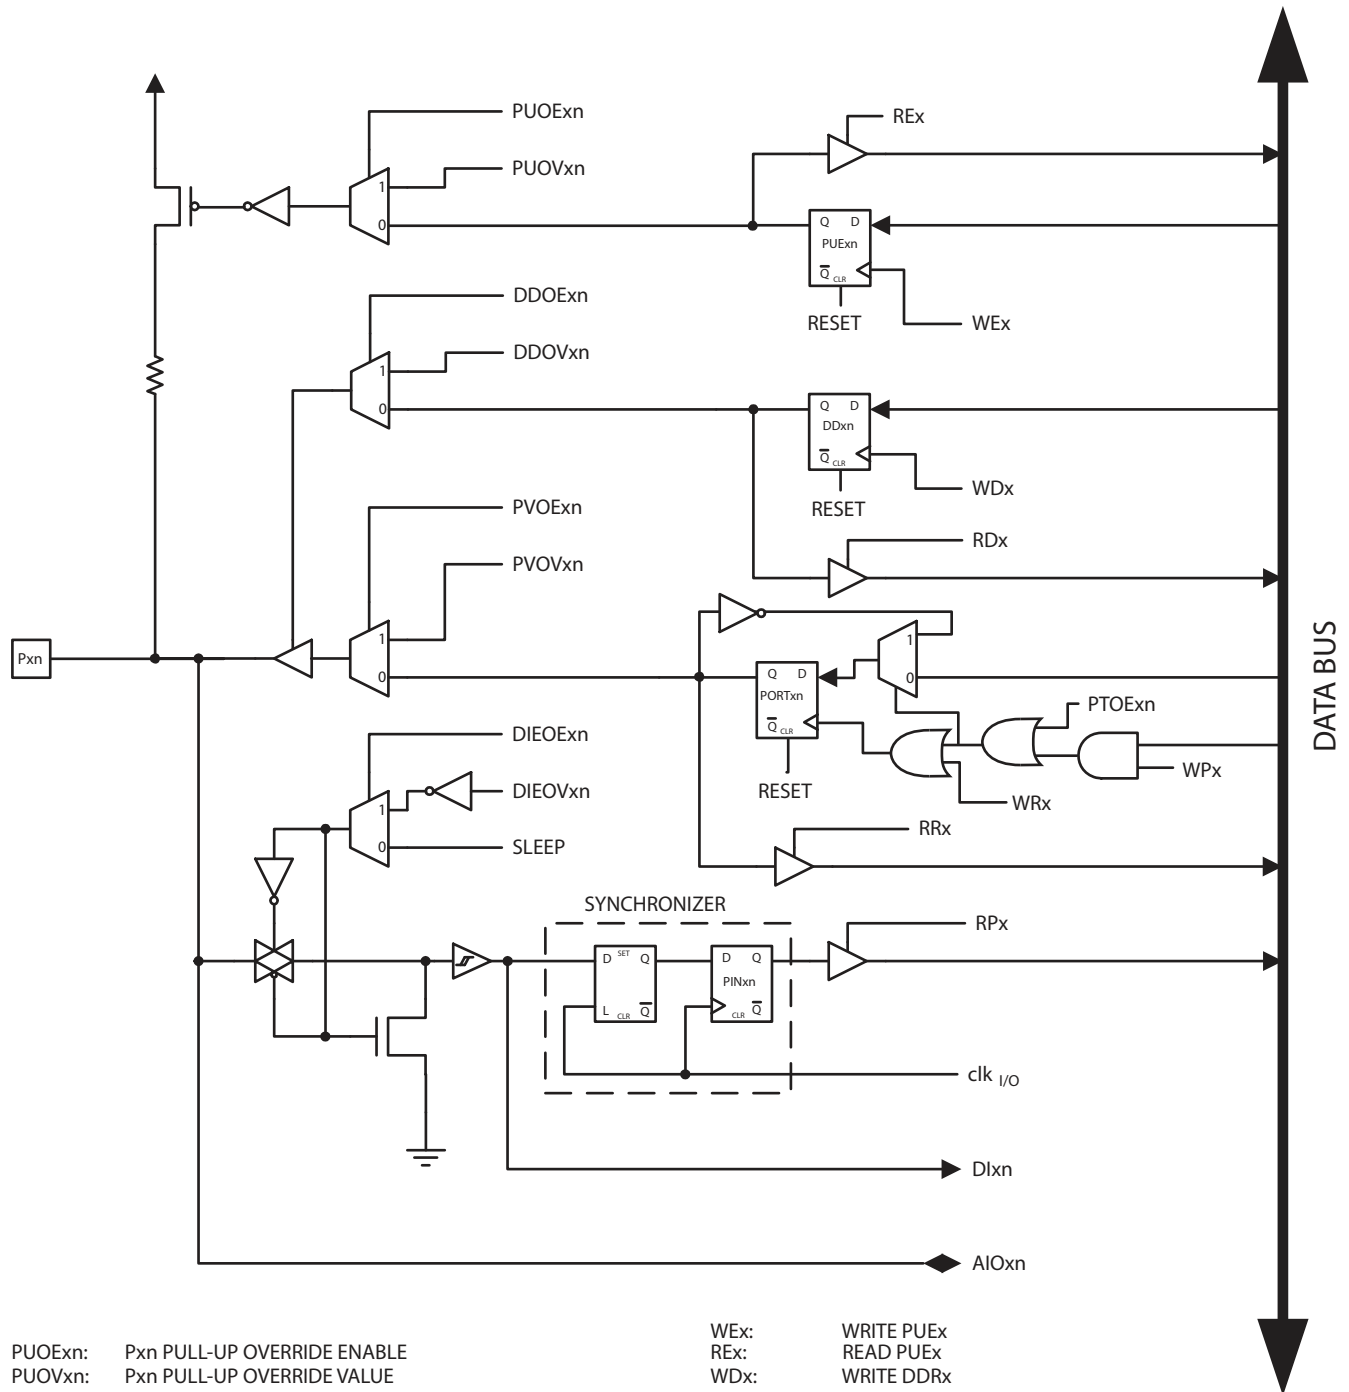 PUOExn
REx
PUOVxn
1
0
Q D
PUExn
Q CLR
RESET
WEx
DDOExn
DDOVxn
1
0
Q D
DDxn
Q CLR
RESET
WDx
PVOExn
RDx
PVOVxn
1
0
Pxn
1
0
Q D
PORTxn
Q CLR
RESET
PTOExn
WPx
WRx
DATA BUS
DIEOExn
DIEOVxn
1
0
SLEEP
RRx
SYNCHRONIZER
RPx
D SET Q
L CLR Q
D Q
PINxn
CLR Q
clk I/O
DIxn
AIOxn
PUOExn: Pxn PULL-UP OVERRIDE ENABLE
PUOVxn: Pxn PULL-UP OVERRIDE VALUE
WEx: WRITE PUEx
REx: READ PUEx
WDx: WRITE DDRx